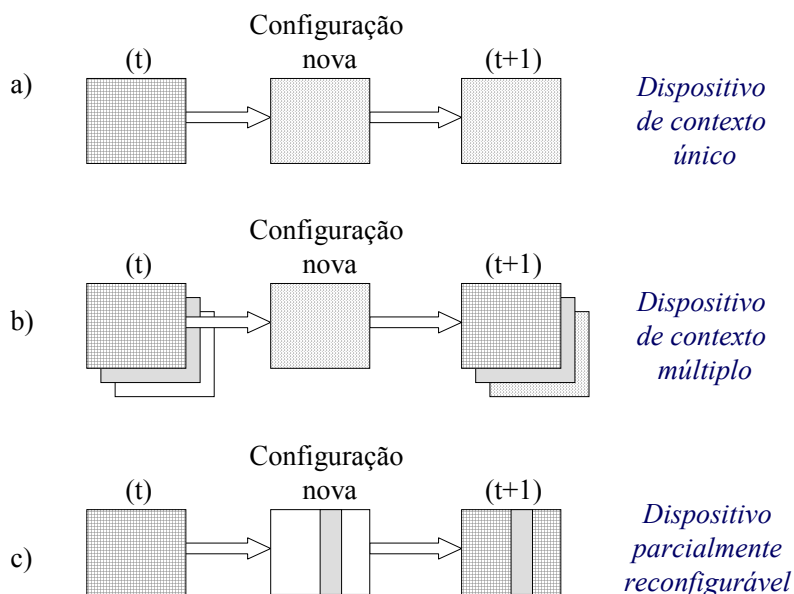 Configuração
nova
(t)
(t+1)
a)
Dispositivo
de contexto
único
Configuração
nova
(t)
(t+1)
b)
Dispositivo
de contexto
múltiplo
Configuração
nova
(t)
(t+1)
c)
Dispositivo
parcialmente
reconfigurável